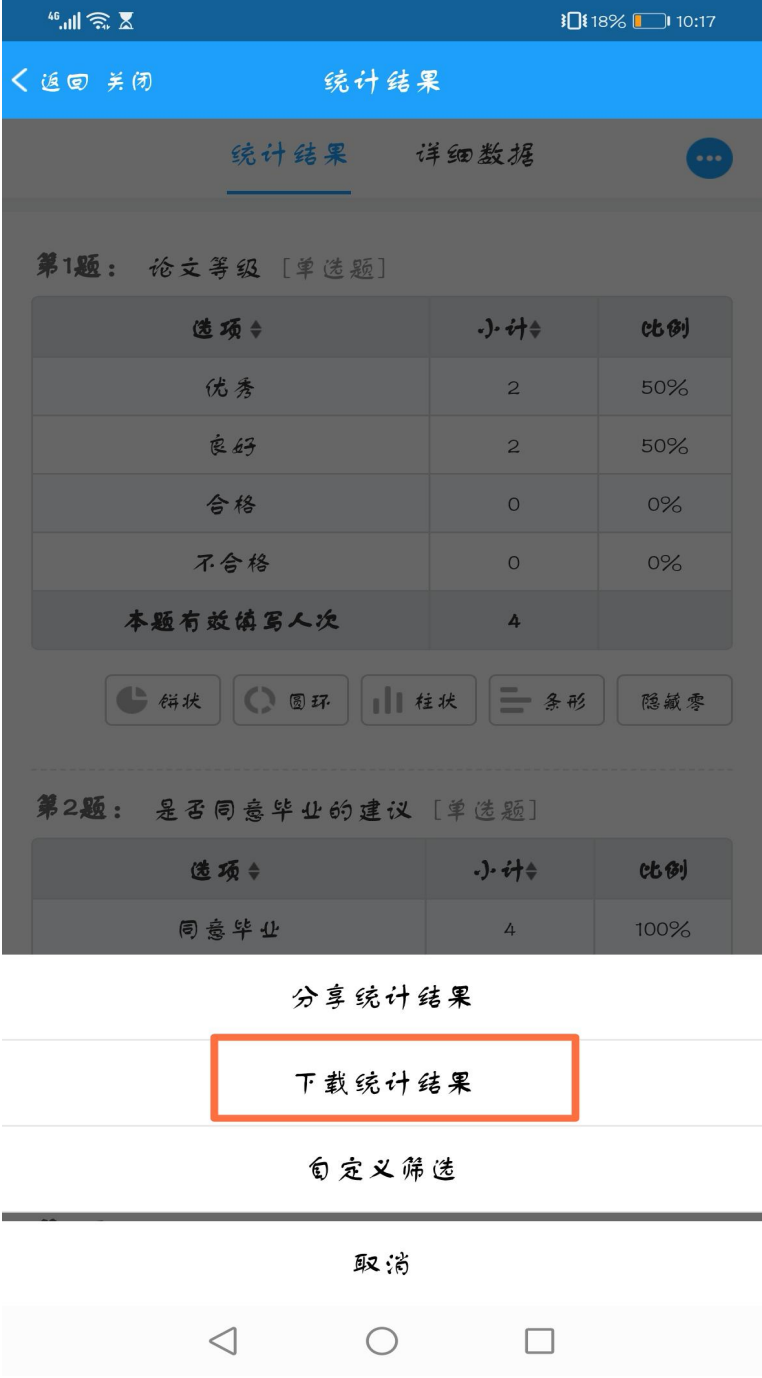 46 18% 10:17
返回 关闭 统计结果
统计结果 详细数据
第1题： 论文等级 [单选题]
选项 小计 比例
优秀 2 50%
良好 2 50%
合格 0 0%
不合格 0 0%
本题有效填写人次 4
饼状 圆环 柱状 条形 隐藏零
第2题： 是否同意毕业的建议 [单选题]
选项 小计 比例
同意毕业 4 100%
分享统计结果
下载统计结果
自定义筛选
取消